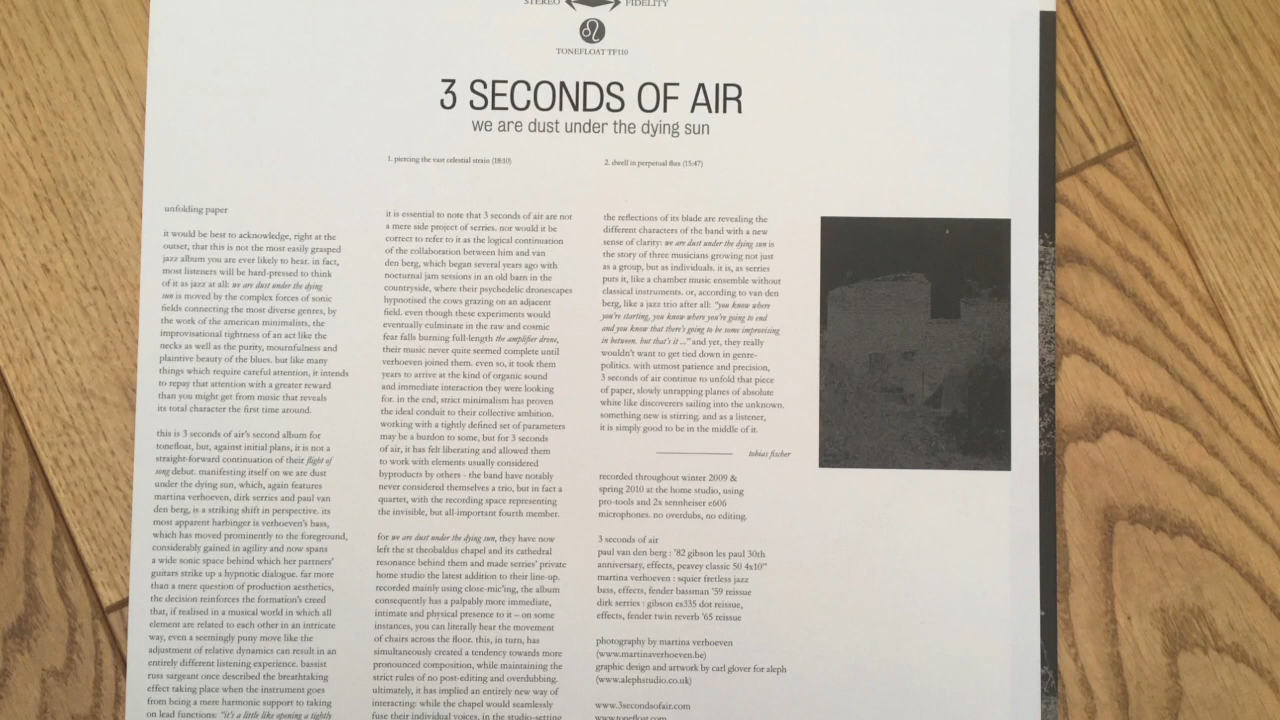 STEREO FIDELITY
TONEFLOAT TF110
3 SECONDS OF AIR
we are dust under the dying sun
1. piercing the vast celestial strain (18:10)
2. dwell in perpetual flux (15:47)
unfolding paper
it would be best to acknowledge, right at the
outset, that this is not the most easily grasped
jazz album you are ever likely to hear. in fact,
most listeners will be hard-pressed to think
of it as jazz at all: we are dust under the dying
sun is moved by the complex forces of sonic
fields connecting the most diverse genres, by
the work of the american minimalists, the
improvisational tightness of an act like the
necks as well as the purity, mournfulness and
plaintive beauty of the blues. but like many
things which require careful attention, it intends
to repay that attention with a greater reward
than you might get from music that reveals
its total character the first time around.
this is 3 seconds of air's second album for
tonefloat, but, against initial plans, it is not a
straight-forward continuation of their flight of
song debut. manifesting itself on we are dust
under the dying sun, which, again features
martina verhoeven, dirk serries and paul van
den berg, is a striking shift in perspective. its
most apparent harbinger is verhoeven's bass,
which has moved prominently to the foreground,
considerably gained in agility and now spans
a wide sonic space behind which her partners'
guitars strike up a hypnotic dialogue. far more
than a mere question of production aesthetics,
the decision reinforces the formation's creed
that, if realised in a musical world in which all
element are related to each other in an intricate
way, even a seemingly puny move like the
adjustment of relative dynamics can result in an
entirely different listening experience. bassist
russ sargeant once described the breathtaking
effect taking place when the instrument goes
from being a mere harmonic support to taking
on lead functions: "it's a little like opening a tightly
it is essential to note that 3 seconds of air are not
a mere side project of serries. nor would it be
correct to refer to it as the logical continuation
of the collaboration between him and van
den berg, which began several years ago with
nocturnal jam sessions in an old barn in the
countryside, where their psychedelic dronescapes
hypnotised the cows grazing on an adjacent
field. even though these experiments would
eventually culminate in the raw and cosmic
fear falls burning full-length the amplifier drone,
their music never quite seemed complete until
verhoeven joined them. even so, it took them
years to arrive at the kind of organic sound
and immediate interaction they were looking
for. in the end, strict minimalism has proven
the ideal conduit to their collective ambition.
working with a tightly defined set of parameters
may be a burdon to some, but for 3 seconds
of air, it has felt liberating and allowed them
to work with elements usually considered
byproducts by others - the band have notably
never considered themselves a trio, but in fact a
quartet, with the recording space representing
the invisible, but all-important fourth member.
for we are dust under the dying sun, they have now
left the st theobaldus chapel and its cathedral
resonance behind them and made serries' private
home studio the latest addition to their line-up.
recorded mainly using close-mic'ing, the album
consequently has a palpably more immediate,
intimate and physical presence to it – on some
instances, you can literally hear the movement
of chairs across the floor. this, in turn, has
simultaneously created a tendency towards more
pronounced composition, while maintaining the
strict rules of no post-editing and overdubbing.
ultimately, it has implied an entirely new way of
interacting: while the chapel would seamlessly
fuse their individual voices, in the studio-setting
the reflections of its blade are revealing the
different characters of the band with a new
sense of clarity: we are dust under the dying sun is
the story of three musicians growing not just
as a group, but as individuals. it is, as serries
puts it, like a chamber music ensemble without
classical instruments. or, according to van den
berg, like a jazz trio after all: "you know where
you're starting, you know where you're going to end
and you know that there's going to be some improvising
in between. but that's it ..." and yet, they really
wouldn't want to get tied down in genre-
politics. with utmost patience and precision,
3 seconds of air continue to unfold that piece
of paper, slowly unrapping planes of absolute
white like discoverers sailing into the unknown.
something new is stirring. and as a listener,
it is simply good to be in the middle of it.
tobias fischer
recorded throughout winter 2009 &
spring 2010 at the home studio, using
pro-tools and 2x sennheiser e606
microphones. no overdubs, no editing.
3 seconds of air
paul van den berg : '82 gibson les paul 30th
anniversary, effects, peavey classic 50 4x10"
martina verhoeven : squier fretless jazz
bass, effects, fender bassman '59 reissue
dirk serries : gibson es335 dot reissue,
effects, fender twin reverb '65 reissue
photography by martina verhoeven
(www.martinaverhoeven.be)
graphic design and artwork by carl glover for aleph
(www.alephstudio.co.uk)
www.3secondsofair.com
www.tonefloat.com